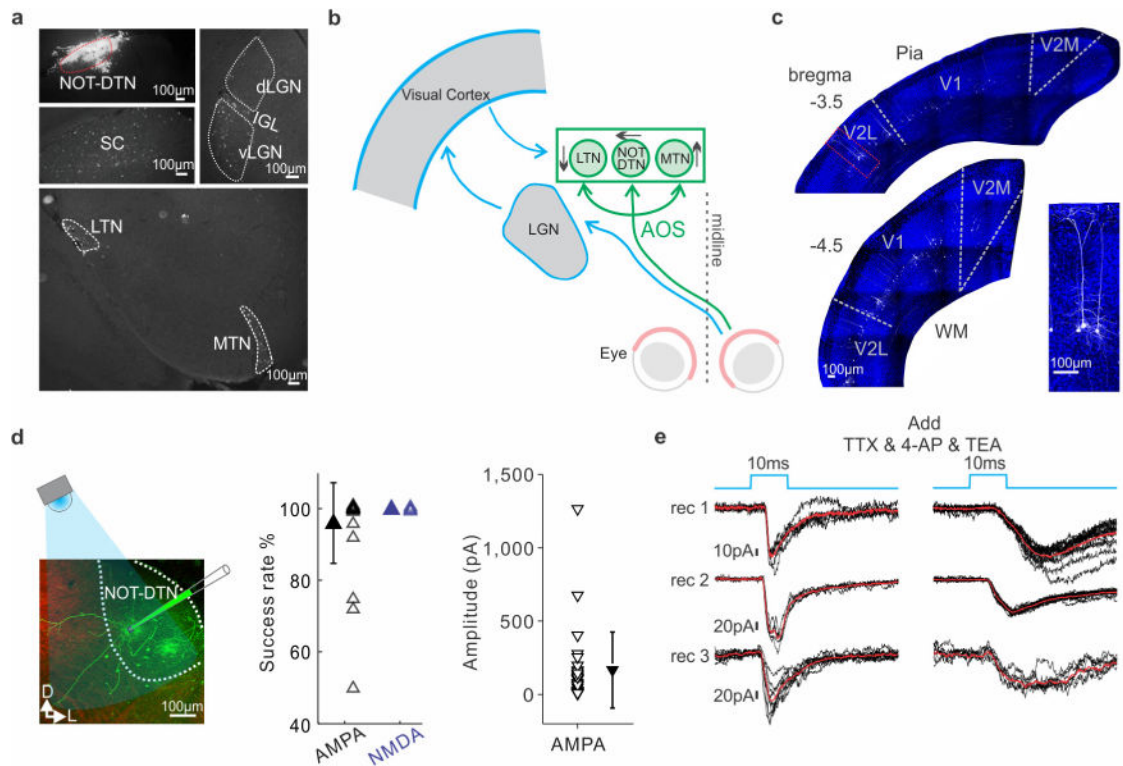 a
NOT-DTN
100μm
SC
100μm
dLGN
IGL
vLGN
100μm
LTN
MTN
100μm
b
Visual Cortex
LTN
NOT
DTN
MTN
LGN
AOS
midline
Eye
c
Pia
bregma
-3.5
V2M
V1
V2L
-4.5
V2M
V1
V2L
WM
100μm
100μm
d
NOT-DTN
D
L
100μm
Success rate %
100
80
60
40
AMPA
NMDA
Amplitude (pA)
1,500
1,000
500
0
AMPA
e
Add
TTX & 4-AP & TEA
10ms
10ms
rec 1
10pA
rec 2
20pA
rec 3
20pA